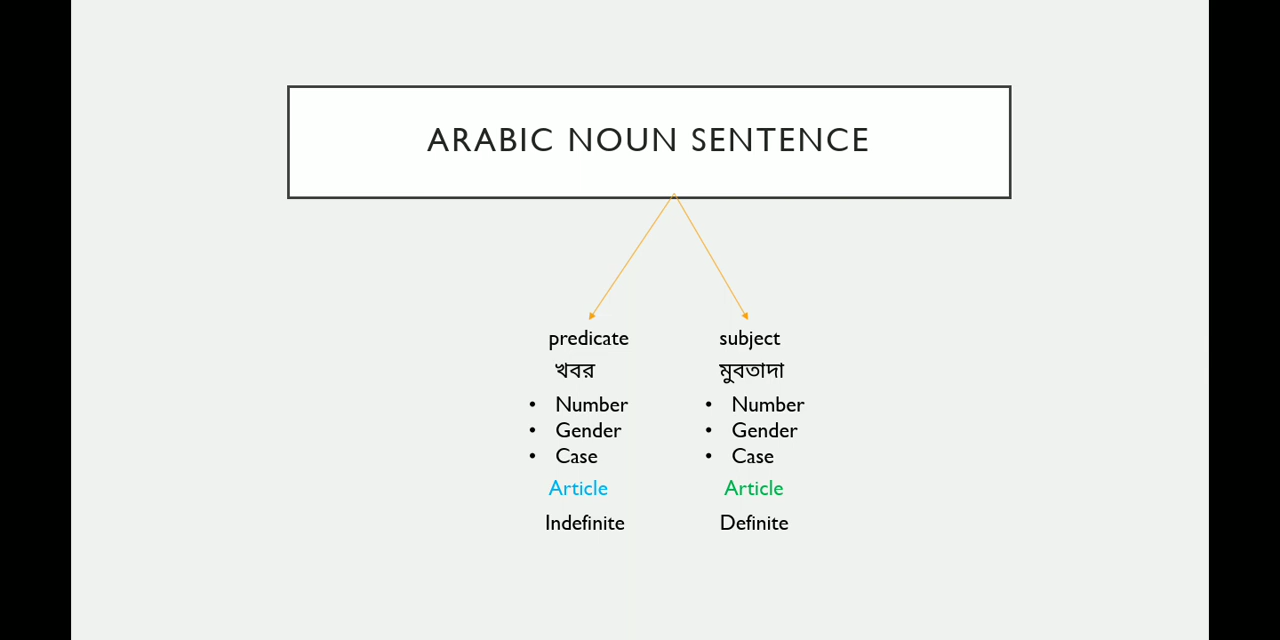 ARABIC NOUN SENTENCE
predicate
খবর
• Number
• Gender
• Case
Article
Indefinite
subject
মুবতাদা
• Number
• Gender
• Case
Article
Definite